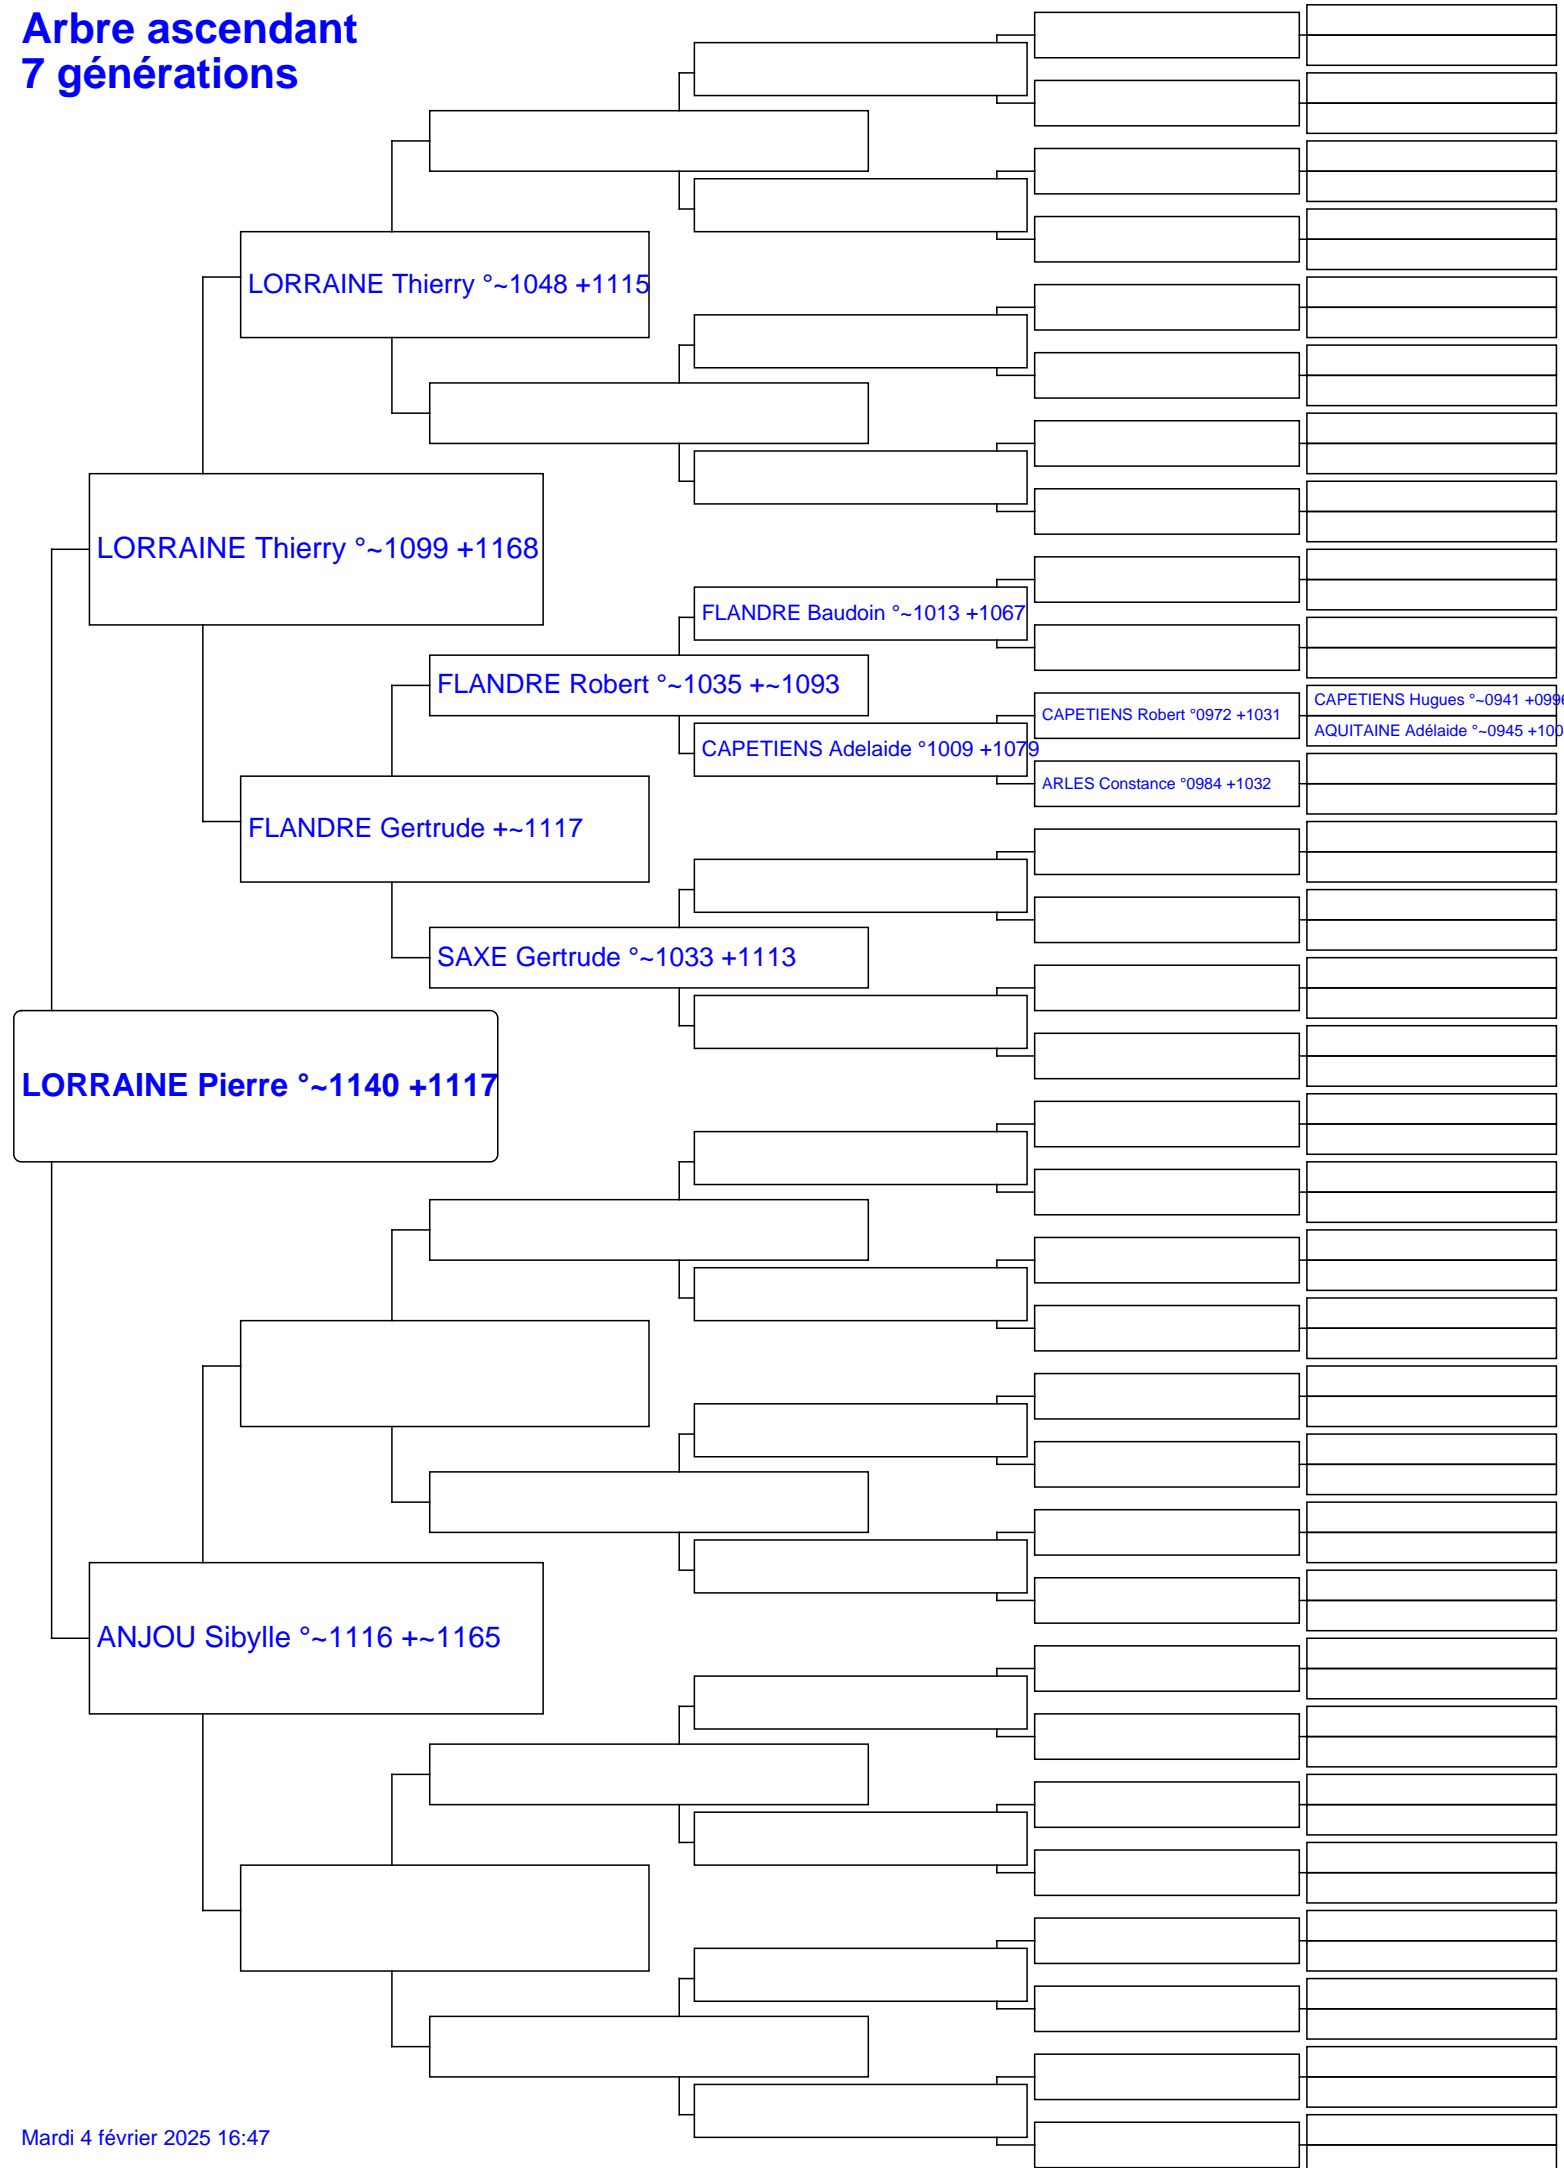 Arbre ascendant
7 générations
LORRAINE Thierry °~1048 +1115
LORRAINE Thierry °~1099 +1168
FLANDRE Baudoin °~1013 +1067
FLANDRE Robert °~1035 +~1093
CAPETIENS Hugues °~0941 +0996
CAPETIENS Robert °0972 +1031
AQUITAINE Adélaide °~0945 +100
CAPETIENS Adelaide °1009 +1079
ARLES Constance °0984 +1032
FLANDRE Gertrude +~1117
SAXE Gertrude °~1033 +1113
LORRAINE Pierre °~1140 +1117
ANJOU Sibylle °~1116 +~1165
Mardi 4 février 2025 16:47